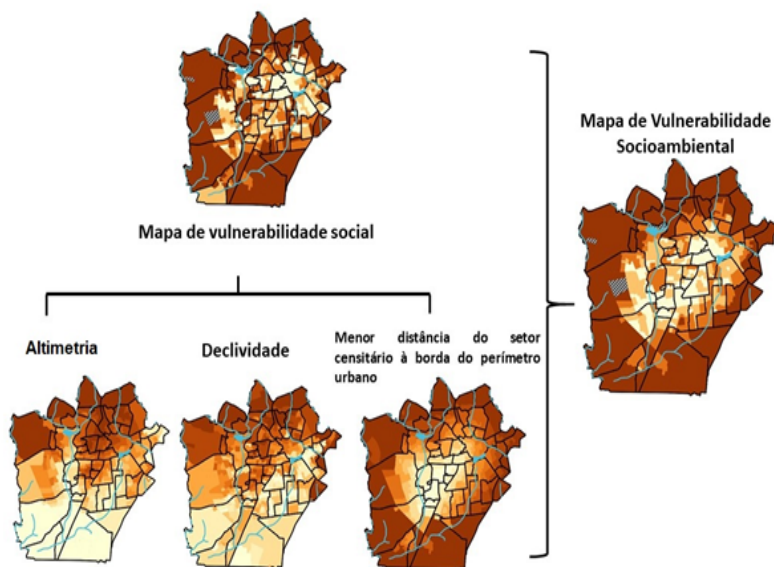 Mapa de vulnerabilidade social
Altimetria
Declividade
Menor distância do setor
censitário à borda do perímetro
urbano
Mapa de Vulnerabilidade
Socioambiental